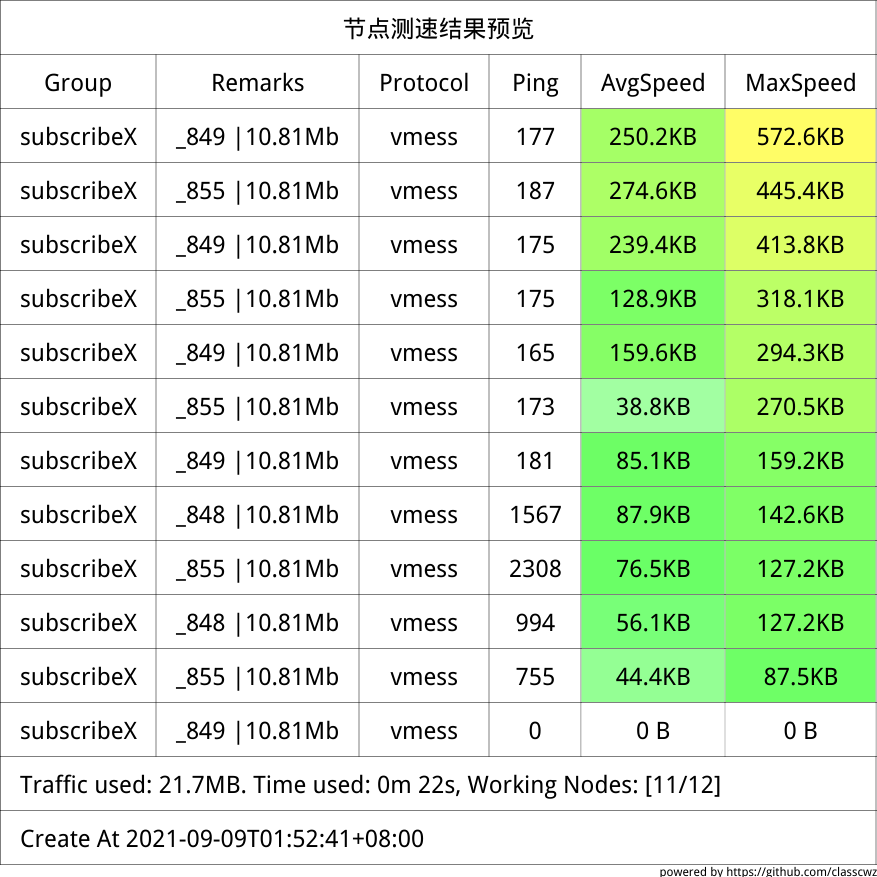 节点测速结果预览
Group Remarks Protocol Ping AvgSpeed MaxSpeed
subscribeX _849 |10.81Mb vmess 177 250.2KB 572.6KB
subscribeX _855 |10.81Mb vmess 187 274.6KB 445.4KB
subscribeX _849 |10.81Mb vmess 175 239.4KB 413.8KB
subscribeX _855 |10.81Mb vmess 175 128.9KB 318.1KB
subscribeX _849 |10.81Mb vmess 165 159.6KB 294.3KB
subscribeX _855 |10.81Mb vmess 173 38.8KB 270.5KB
subscribeX _849 |10.81Mb vmess 181 85.1KB 159.2KB
subscribeX _848 |10.81Mb vmess 1567 87.9KB 142.6KB
subscribeX _855 |10.81Mb vmess 2308 76.5KB 127.2KB
subscribeX _848 |10.81Mb vmess 994 56.1KB 127.2KB
subscribeX _855 |10.81Mb vmess 755 44.4KB 87.5KB
subscribeX _849 |10.81Mb vmess 0 0 B 0 B
Traffic used: 21.7MB. Time used: 0m 22s, Working Nodes: [11/12]
Create At 2021-09-09T01:52:41+08:00
powered by https://github.com/classcwz